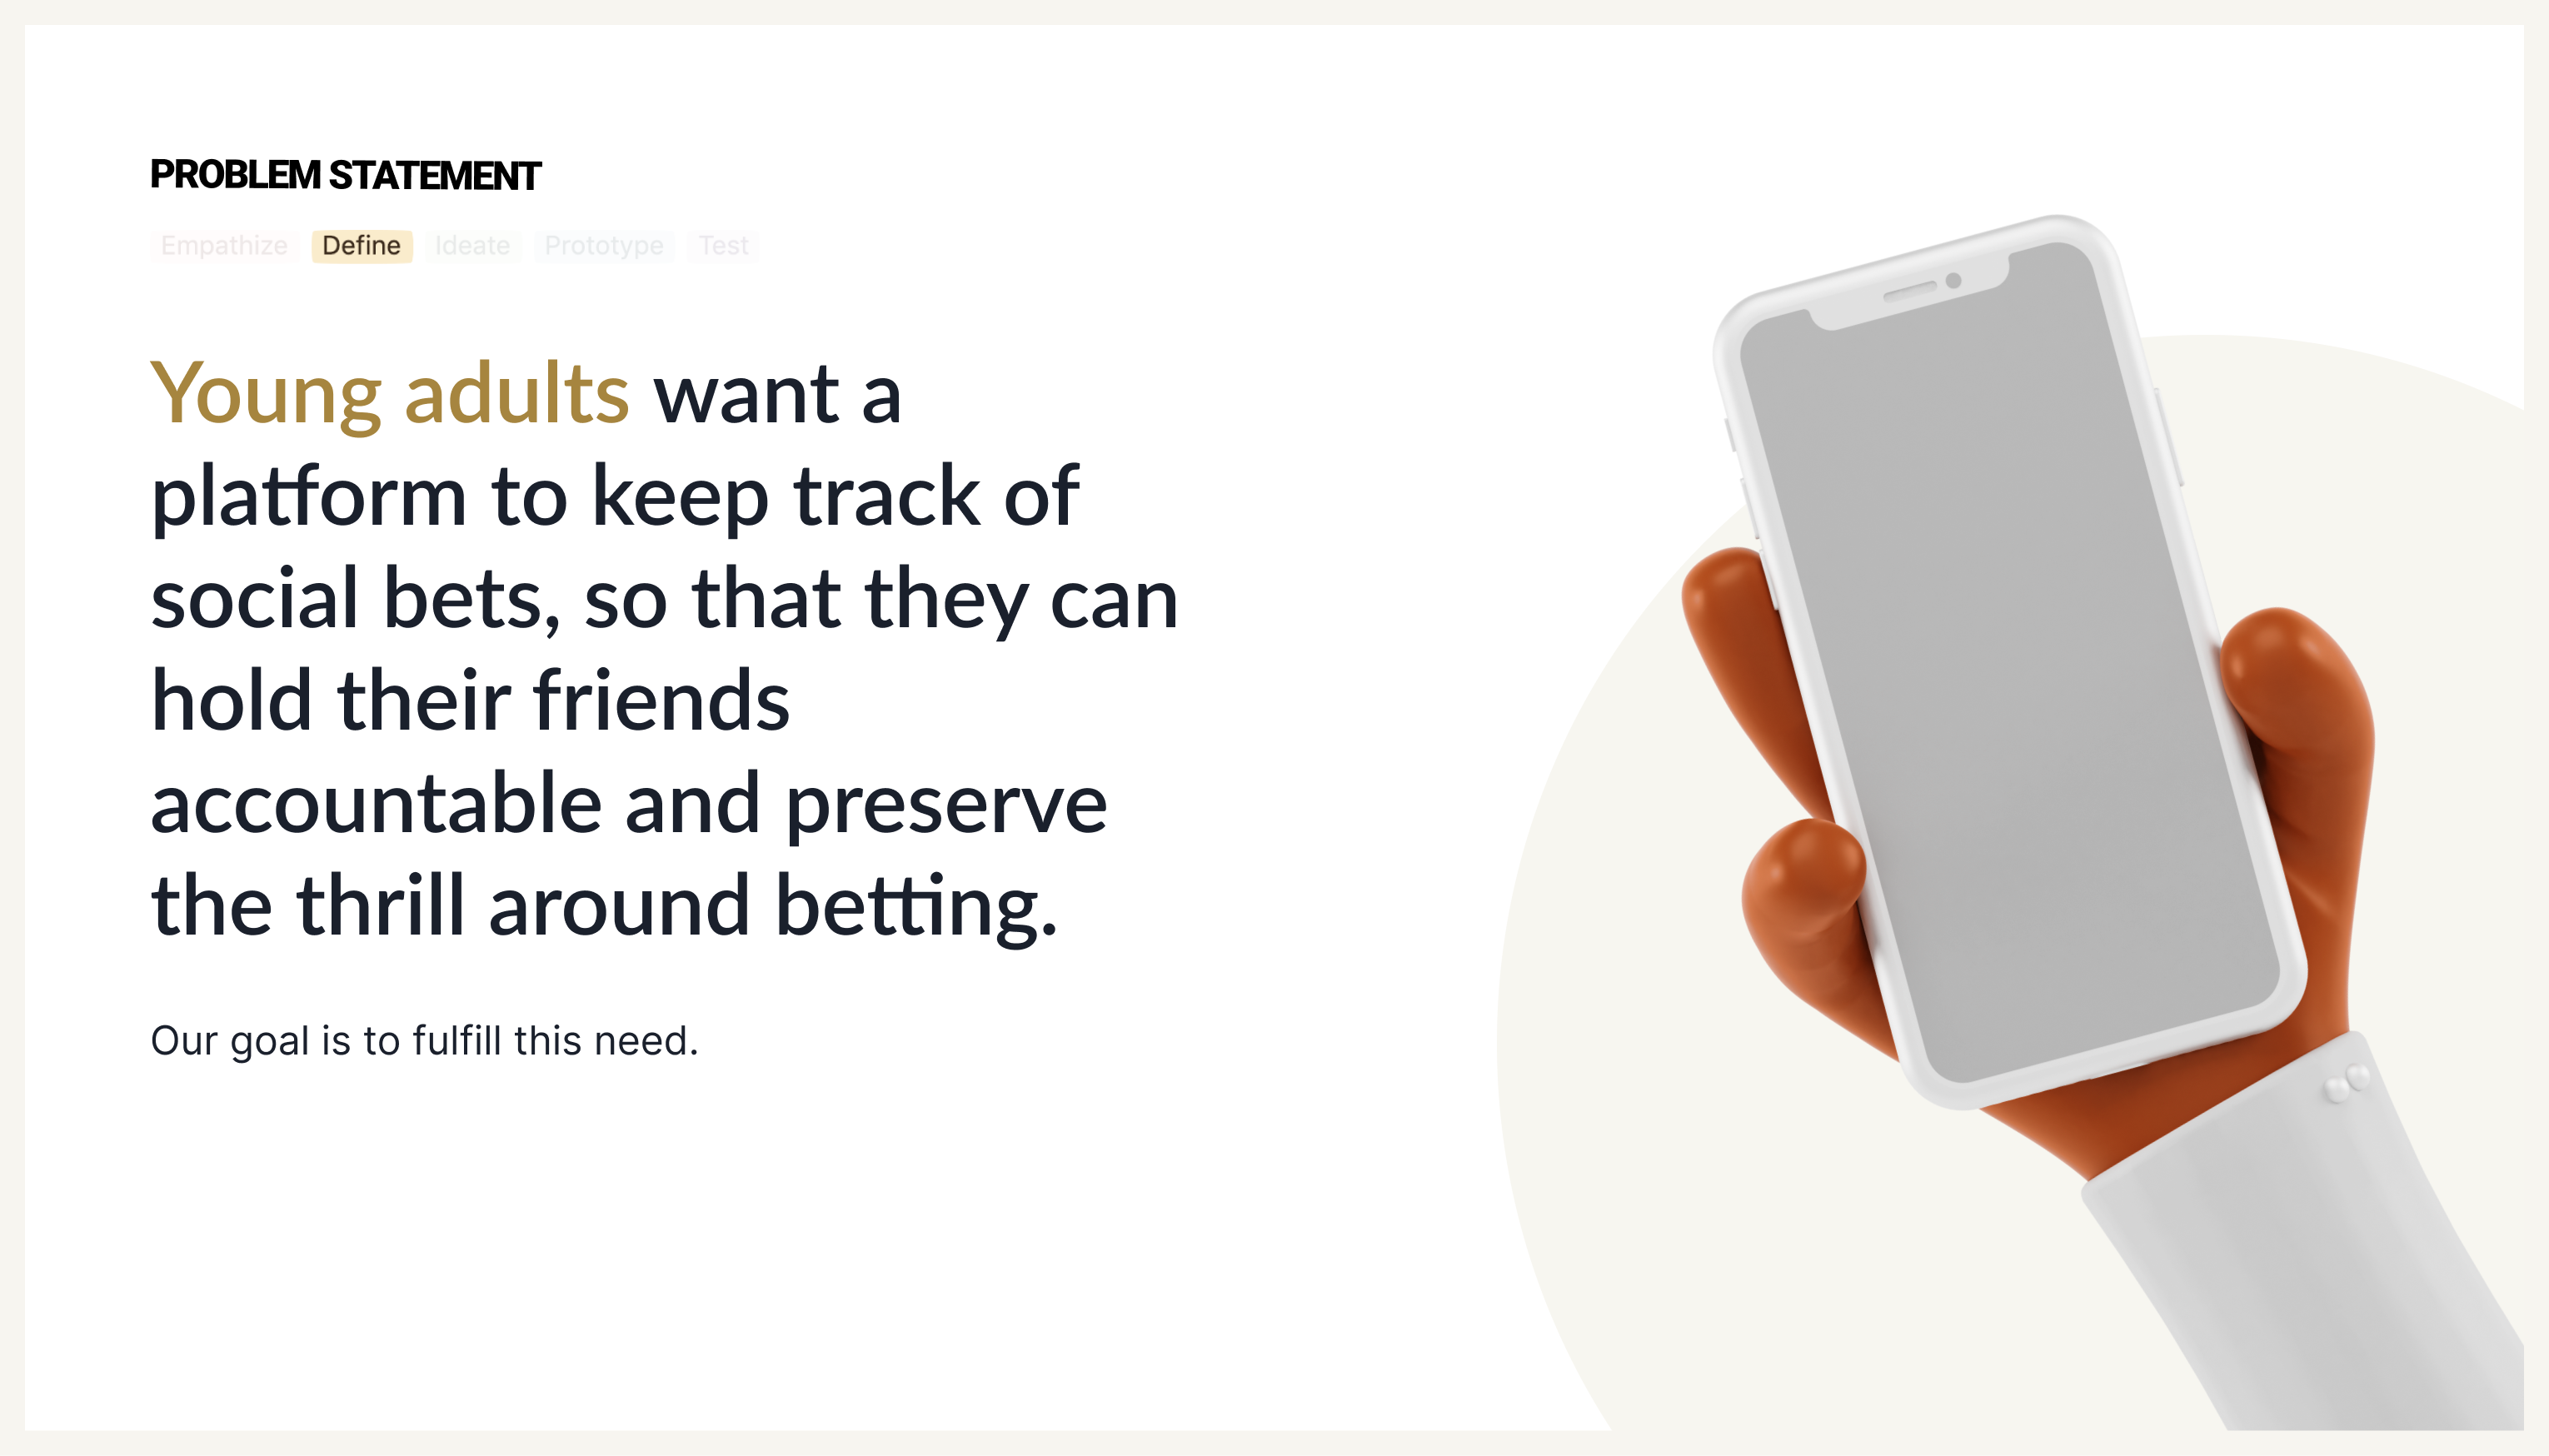 PROBLEM STATEMENT
Empathize Define Ideate Prototype Test
Young adults want a
platform to keep track of
social bets, so that they can
hold their friends
accountable and preserve
the thrill around betting.
Our goal is to fulfill this need.